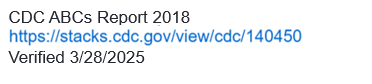 CDC ABCs Report 2018
https://stacks.cdc.gov/view/cdc/140450
Verified 3/28/2025